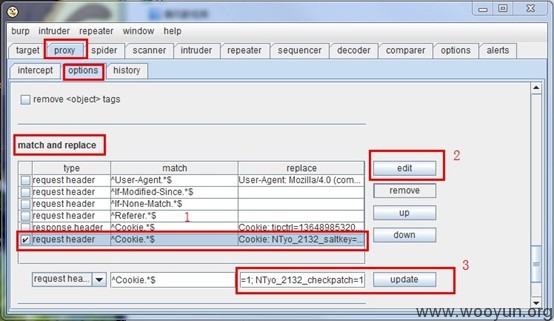 burp intruder repeater window help
target proxy spider scanner intruder repeater sequencer decoder comparer options alerts
intercept options history
remove <object> tags
match and replace
type match replace
request header ^User-Agent.*$ User-Agent: Mozilla/4.0 (com...
request header ^If-Modified-Since.*$
request header ^If-None-Match.*$
request header ^Referer.*$
response header ^Cookie.*$ Cookie: tipctrl=13648985320...
request header ^Cookie.*$ Cookie: NTyo_2132_saltkey=...
1
edit 2
remove
up
down
3
request hea... ^Cookie.*$ =1; NTyo_2132_checkpatch=1 update
www.wooyun.org